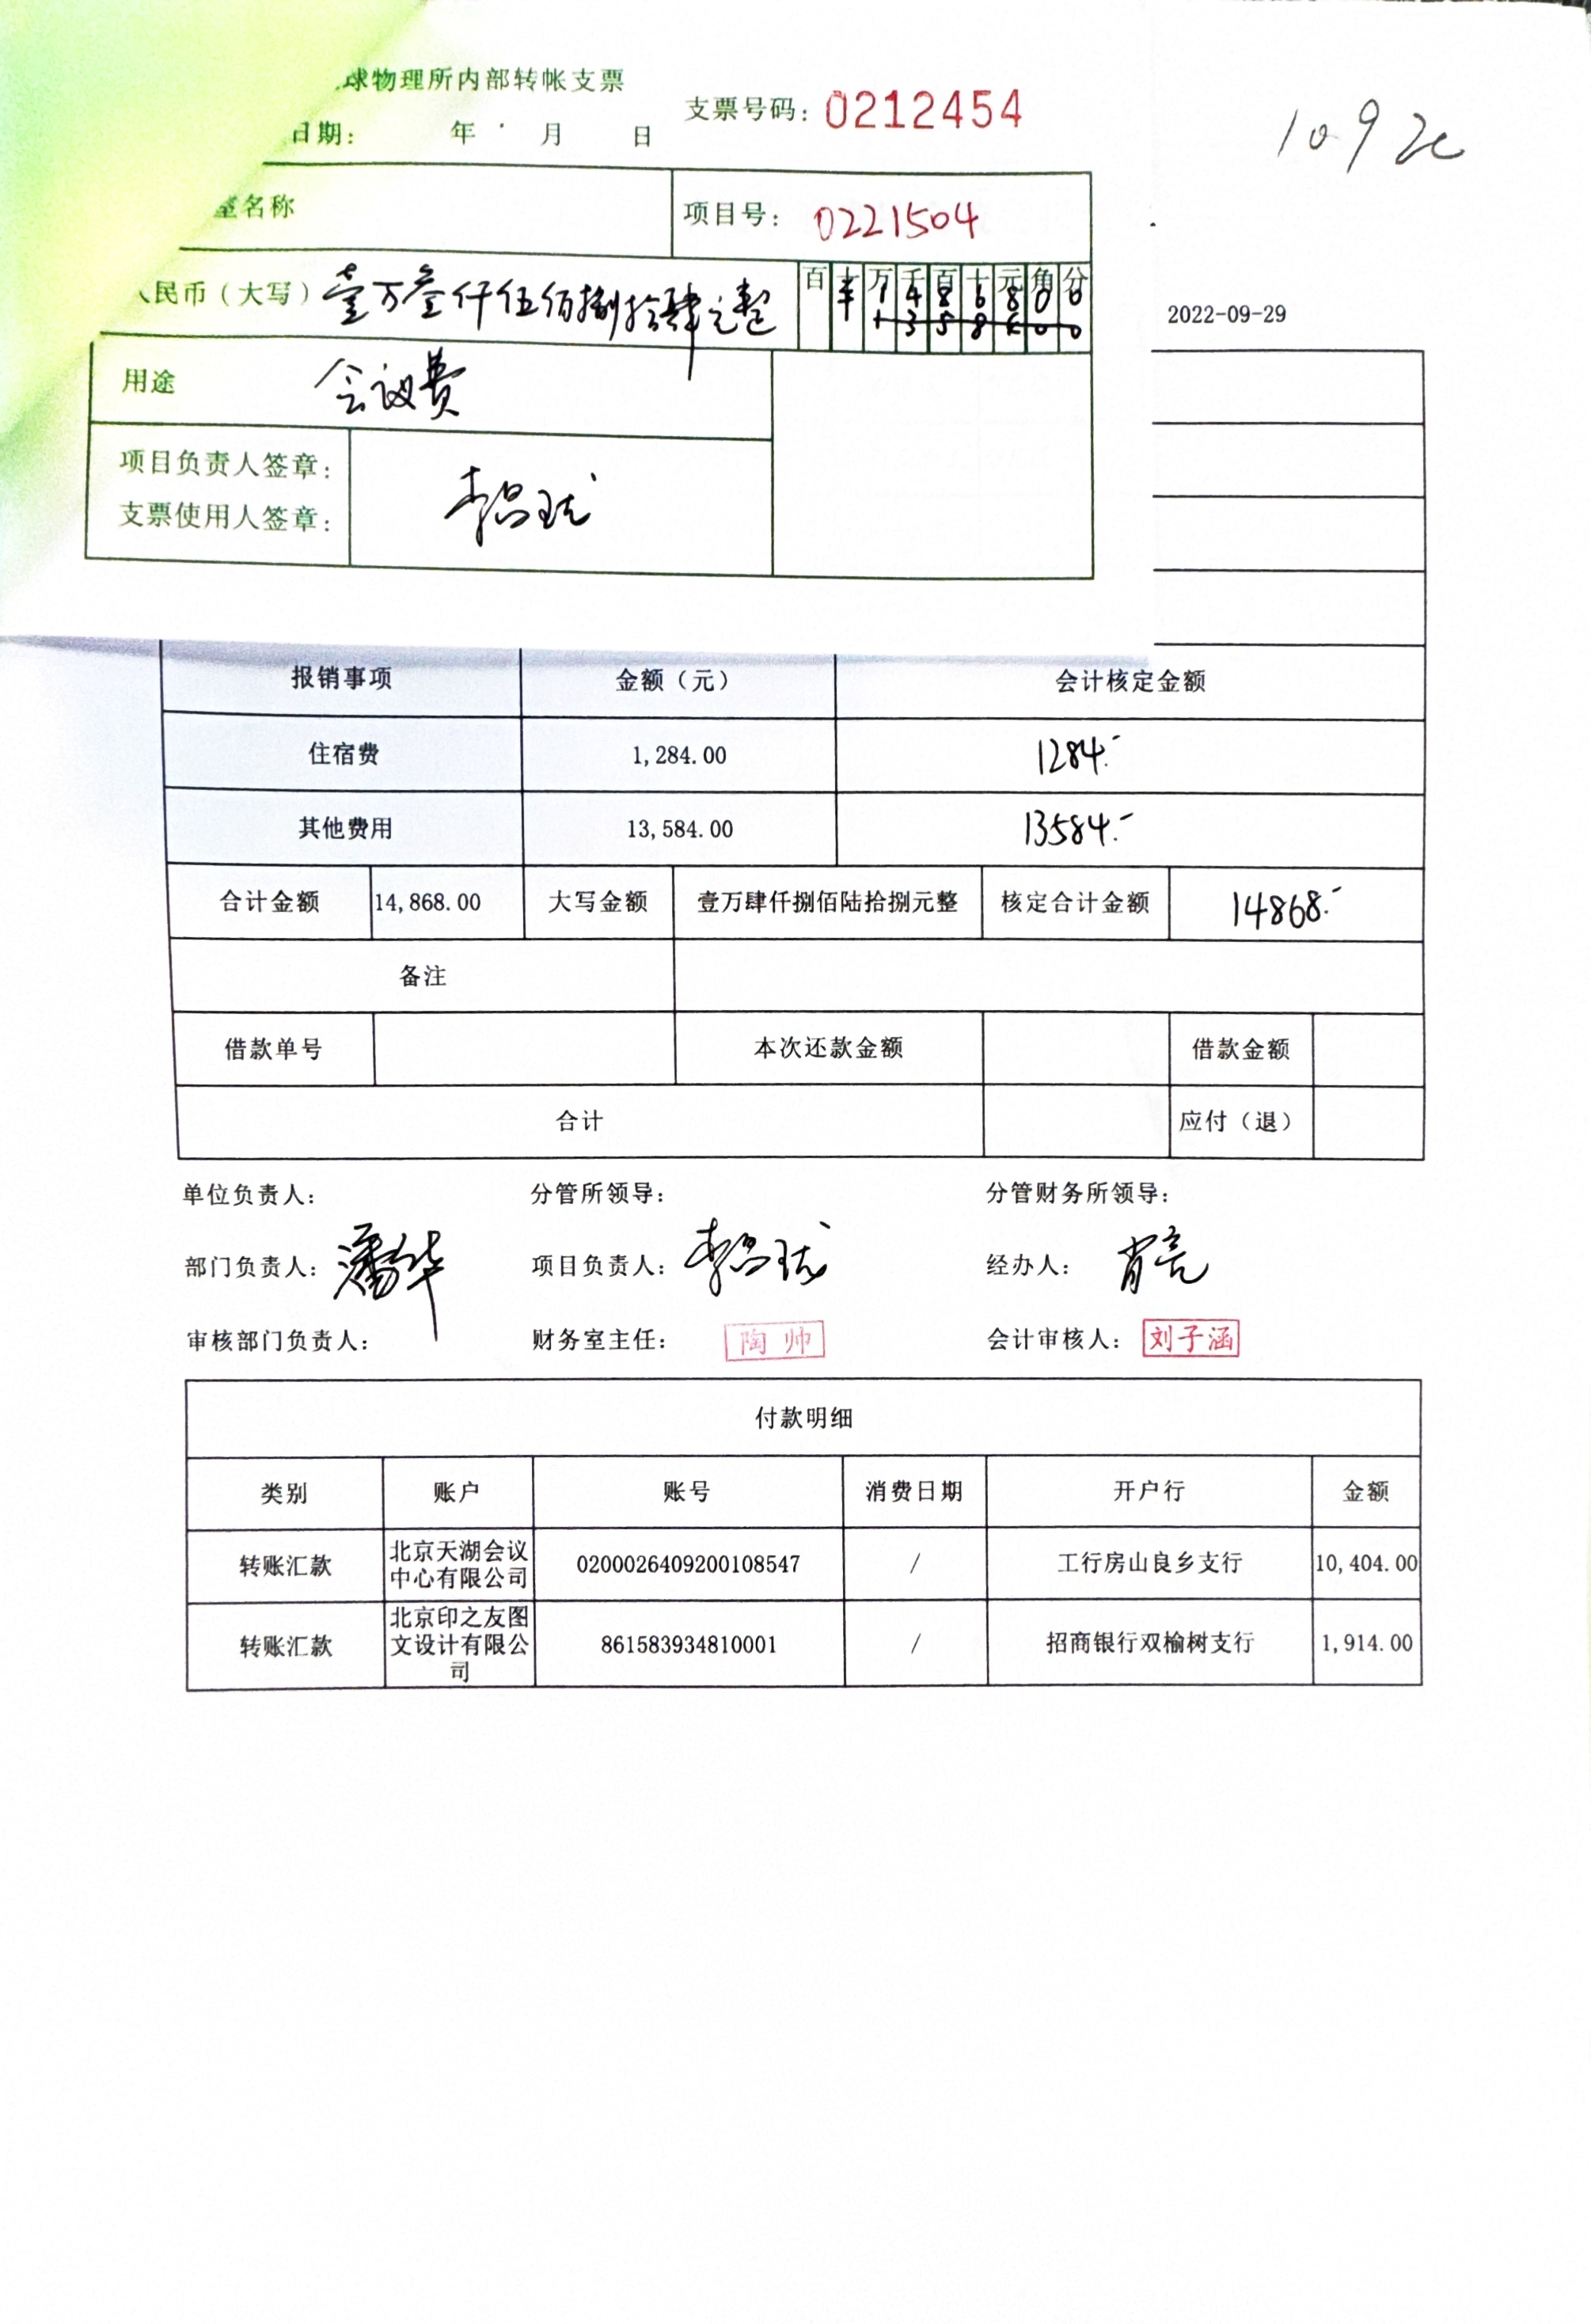 球物理所内部转帐支票
日期： 年 月 日
支票号码：0212454
室名称
项目号：0221504
人民币（大写）壹万叁仟伍佰捌拾肆元整
百 十 万 千 百 十 元 角 分
1 4 8 6 8 0 0
1 3 5 8 4 0 0
用途 会议费
项目负责人签章：
支票使用人签章：
2022-09-29
报销事项 金额（元） 会计核定金额
住宿费 1,284.00 1284.-
其他费用 13,584.00 13584.-
合计金额 14,868.00 大写金额 壹万肆仟捌佰陆拾捌元整 核定合计金额 14868.-
备注
借款单号 本次还款金额 借款金额
合计 应付（退）
单位负责人： 分管所领导： 分管财务所领导：
部门负责人：潘华 项目负责人： 经办人：肖亮
审核部门负责人： 财务室主任：陶帅 会计审核人：刘子涵
付款明细
类别 账户 账号 消费日期 开户行 金额
转账汇款 北京天湖会议中心有限公司 0200026409200108547 / 工行房山良乡支行 10,404.00
转账汇款 北京印之友图文设计有限公司 861583934810001 / 招商银行双榆树支行 1,914.00